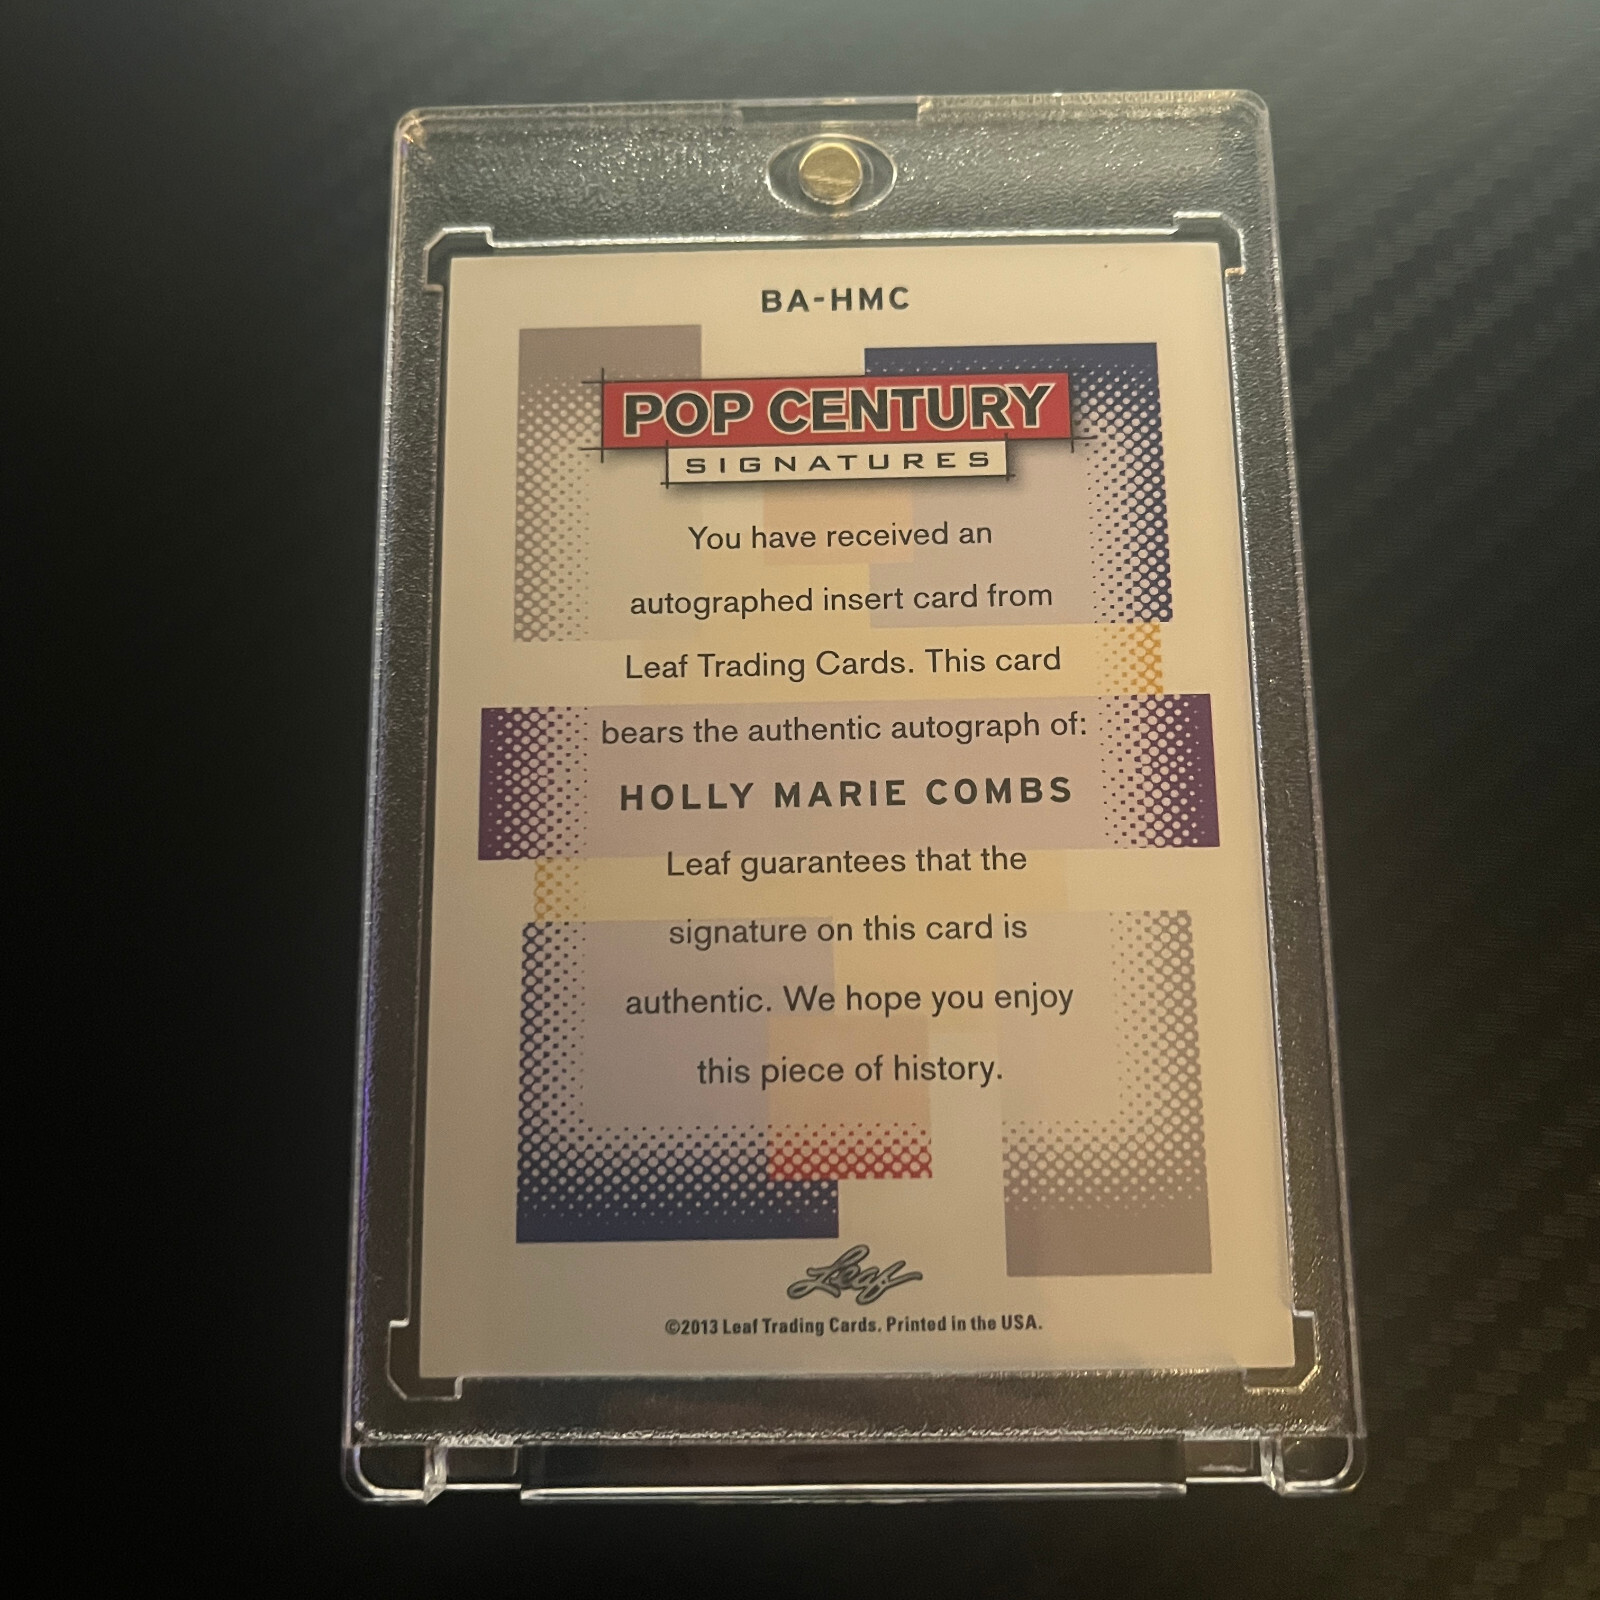 BA-HMC
POP CENTURY
SIGNATURES
You have received an
autographed insert card from
Leaf Trading Cards. This card
bears the authentic autograph of:
HOLLY MARIE COMBS
Leaf guarantees that the
signature on this card is
authentic. We hope you enjoy
this piece of history.
Leaf
©2013 Leaf Trading Cards. Printed in the USA.